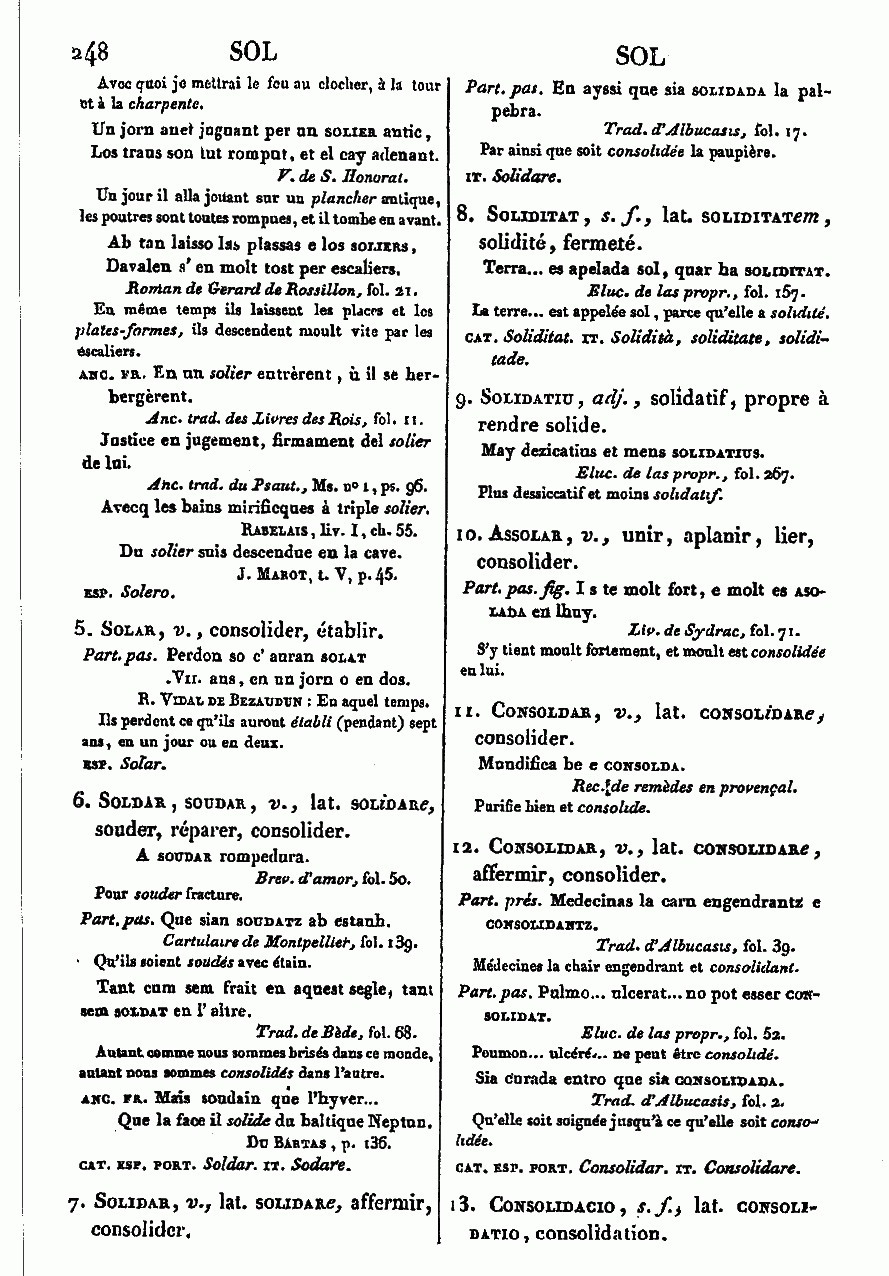 248 SOL SOL
Avec quoi je mettrai le feu au clocher, à la tour
et à la charpente.
Un jorn anet juguant per un SOLIER antic,
Los traus son tut romput, et el cay adenant.
V. de S. Honorat.
Un jour il alla jouant sur un plancher antique,
les poutres sont toutes rompues, et il tombe en avant.
Ab tan laisso las plassas e los SOLIERS,
Davalen s' en molt tost per escaliers.
Roman de Gerard de Rossillon, fol. 21.
En même temps ils laissent les places et les
plates-formes, ils descendent moult vite par les
escaliers.
ANC. FR. En un solier entrèrent, ù il se her-
bergèrent.
Anc. trad. des Livres des Rois, fol. 11.
Justice en jugement, firmament del solier
de lui.
Anc. trad. du Psaut., Ms. nº 1, ps. 96.
Avecq les bains mirificques à triple solier.
RABELAIS, liv. I, ch. 55.
Du solier suis descendue en la cave.
J. MAROT, t. V, p. 45.
ESP. Solero.
5. SOLAR, v., consolider, établir.
Part. pas. Perdon so c' auran SOLAT
.VII. ans, en un jorn o en dos.
R. VIDAL DE BEZAUDUN : En aquel temps.
Ils perdent ce qu'ils auront établi (pendant) sept
ans, en un jour ou en deux.
ESP. Solar.
6. SOLDAR, SOUDAR, v., lat. SOLiDARe,
souder, réparer, consolider.
A SOUDAR rompedura.
Brev. d'amor, fol. 50.
Pour souder fracture.
Part. pas. Que sian SOUDATZ ab estanh.
Cartulaire de Montpellier, fol. 139.
Qu'ils soient soudés avec étain.
Tant cum sem frait en aquest segle, tant
sem SOLDAT en l' altre.
Trad. de Bède, fol. 68.
Autant comme nous sommes brisés dans ce monde,
autant nous sommes consolidés dans l'autre.
ANC. FR. Mais soudain que l'hyver...
Que la face il solide du baltique Neptun.
DU BARTAS, p. 136.
CAT. ESP. PORT. Soldar. IT. Sodare.
7. SOLIDAR, v., lat. SOLIDARe, affermir,
consolider.
Part. pas. En ayssi que sia SOLIDADA la pal-
pebra.
Trad. d'Albucasis, fol. 17.
Par ainsi que soit consolidée la paupière.
IT. Solidare.
8. SOLIDITAT, s. f., lat. SOLIDITATem,
solidité, fermeté.
Terra... es apelada sol, quar ha SOLIDITAT.
Eluc. de las propr., fol. 157.
La terre... est appelée sol, parce qu'elle a solidité.
CAT. Soliditat. IT. Solidità, soliditate, solidi-
tade.
9. SOLIDATIU, adj., solidatif, propre à
rendre solide.
May dezicatius et mens SOLIDATIUS.
Eluc. de las propr., fol. 267.
Plus dessiccatif et moins solidatif.
10. ASSOLAR, v., unir, aplanir, lier,
consolider.
Part. pas. fig. I s te molt fort, e molt es ASO-
LADA en lhuy.
Liv. de Sydrac, fol. 71.
S'y tient moult fortement, et moult est consolidée
en lui.
11. CONSOLDAR, v., lat. CONSOLiDARe,
consolider.
Mundifica be e CONSOLDA.
Rec. de remèdes en provençal.
Purifie bien et consolide.
12. CONSOLIDAR, v., lat. CONSOLIDARe,
affermir, consolider.
Part. prés. Medecinas la carn engendrantz e
CONSOLIDANTZ.
Trad. d'Albucasis, fol. 39.
Médecines la chair engendrant et consolidant.
Part. pas. Pulmo... ulcerat... no pot esser CON-
SOLIDAT.
Eluc. de las propr., fol. 52.
Poumon... ulcéré... ne peut être consolidé.
Sia curada entro que sia CONSOLIDADA.
Trad. d'Albucasis, fol. 2.
Qu'elle soit soignée jusqu'à ce qu'elle soit conso-
lidée.
CAT. ESP. PORT. Consolidar. IT. Consolidare.
13. CONSOLIDACIO, s. f., lat. CONSOLI-
DATIO, consolidation.